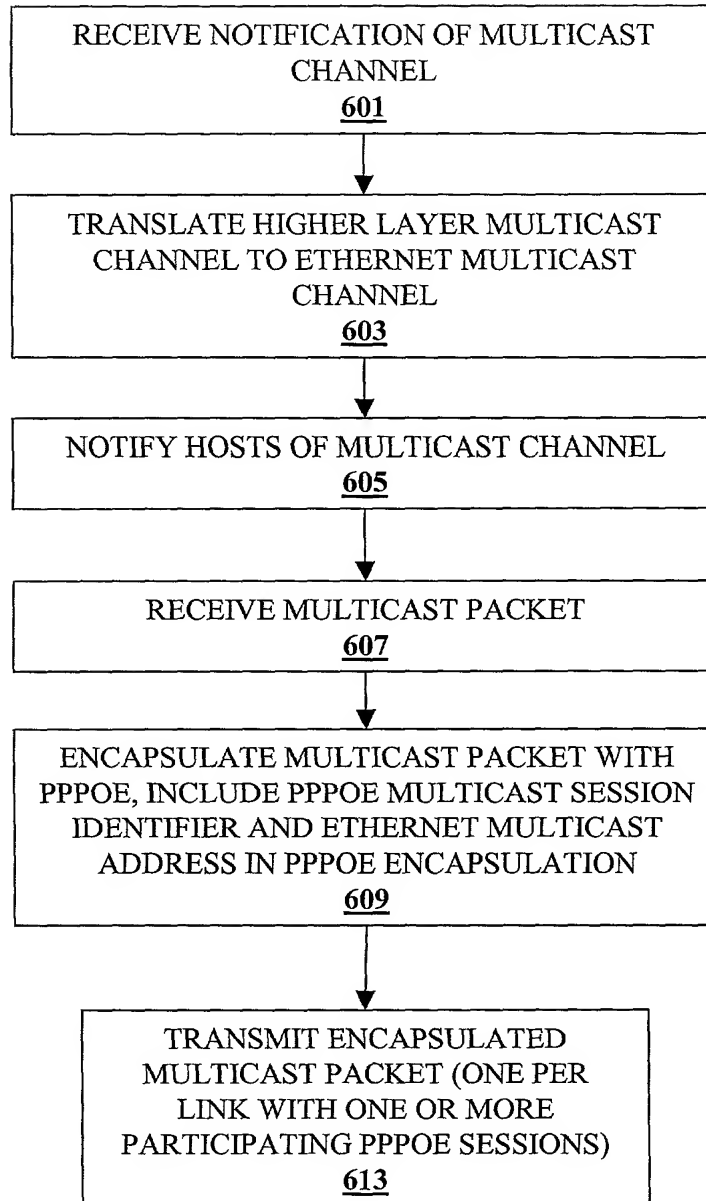 RECEIVE NOTIFICATION OF MULTICAST
CHANNEL
601
TRANSLATE HIGHER LAYER MULTICAST
CHANNEL TO ETHERNET MULTICAST
CHANNEL
603
NOTIFY HOSTS OF MULTICAST CHANNEL
605
RECEIVE MULTICAST PACKET
607
ENCAPSULATE MULTICAST PACKET WITH
PPPOE, INCLUDE PPPOE MULTICAST SESSION
IDENTIFIER AND ETHERNET MULTICAST
ADDRESS IN PPPOE ENCAPSULATION
609
TRANSMIT ENCAPSULATED
MULTICAST PACKET (ONE PER
LINK WITH ONE OR MORE
PARTICIPATING PPPOE SESSIONS)
613